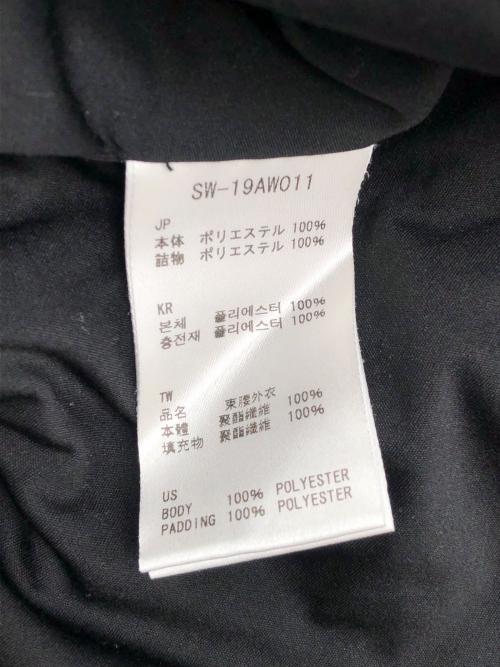 SW-19AW011
JP
本体 ポリエステル 100%
詰物 ポリエステル 100%
KR
본체 폴리에스터 100%
충전재 폴리에스터 100%
TW
品名 束腰外衣
本體 聚酯纖維 100%
填充物 聚酯纖維 100%
US
BODY 100% POLYESTER
PADDING 100% POLYESTER